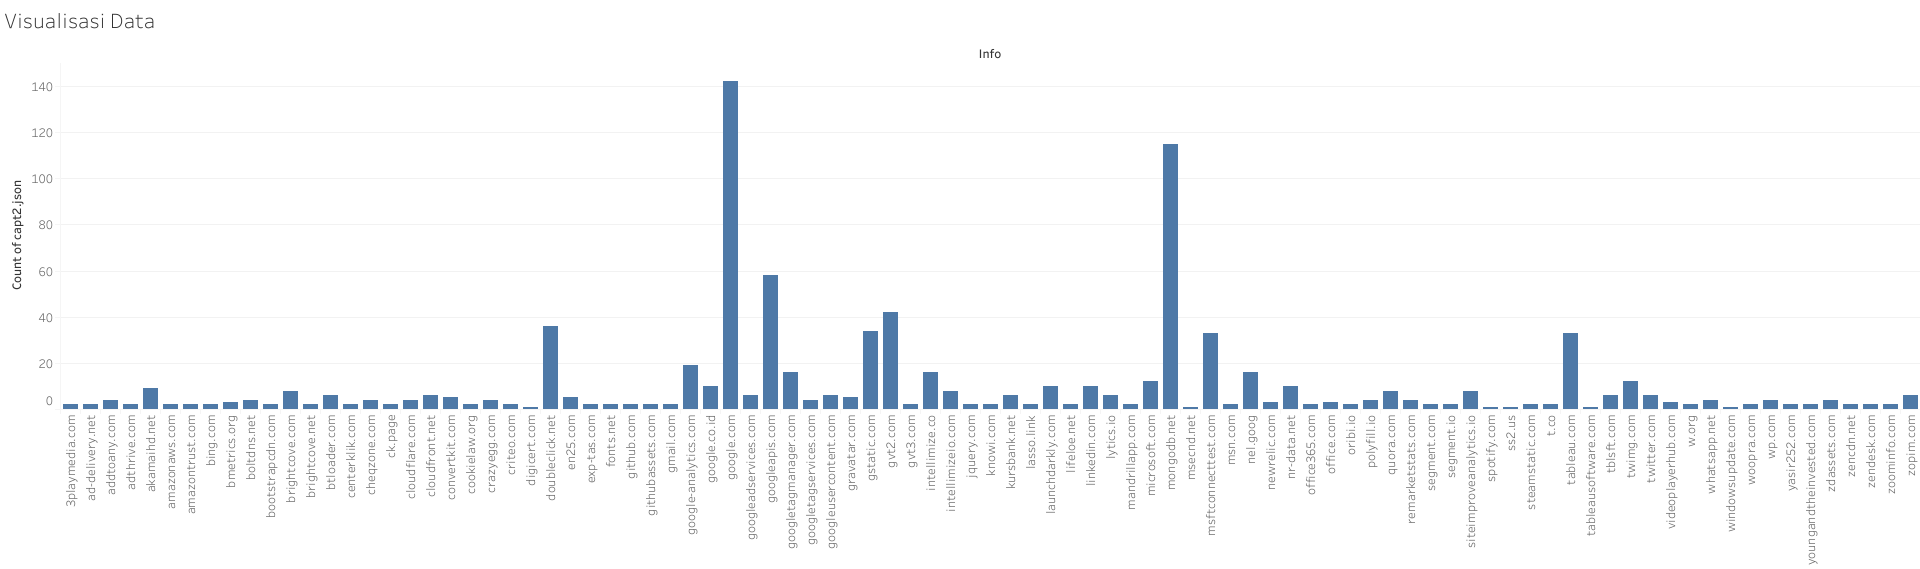 Visualisasi Data
Info
Count of capt2.json
140
120
100
80
60
40
20
0
3playmedia.com
ad-delivery.net
addtoany.com
adthrive.com
akamaihd.net
amazonaws.com
amazontrust.com
bing.com
bmetrics.org
boltdns.net
bootstrapcdn.com
brightcove.com
brightcove.net
btloader.com
centerklik.com
cheqzone.com
ck.page
cloudflare.com
cloudfront.net
convertkit.com
cookielaw.org
crazyegg.com
criteo.com
digicert.com
doubleclick.net
en25.com
exp-tas.com
fonts.net
github.com
githubassets.com
gmail.com
google-analytics.com
google.co.id
google.com
googleadservices.com
googleapis.com
googletagmanager.com
googletagservices.com
googleusercontent.com
gravatar.com
gstatic.com
gvt2.com
gvt3.com
intellimize.co
intellimizeio.com
jquery.com
knowi.com
kursbank.net
lasso.link
launchdarkly.com
lifeloe.net
linkedin.com
lytics.io
mandrillapp.com
microsoft.com
mongodb.net
msecnd.net
msftconnecttest.com
msn.com
nel.goog
newrelic.com
nr-data.net
office365.com
office.com
orbi.io
polyfill.io
quora.com
remarketstats.com
segment.com
segment.io
siteimproveanalytics.io
spotify.com
ss2.us
steamstatic.com
t.co
tableau.com
tableausoftware.com
tblsft.com
twimg.com
twitter.com
videoplayerhub.com
w.org
whatsapp.net
windowsupdate.com
woopra.com
wp.com
yasir252.com
youngandtheinvested.com
zdassets.com
zencdn.net
zendesk.com
zoominfo.com
zopim.com